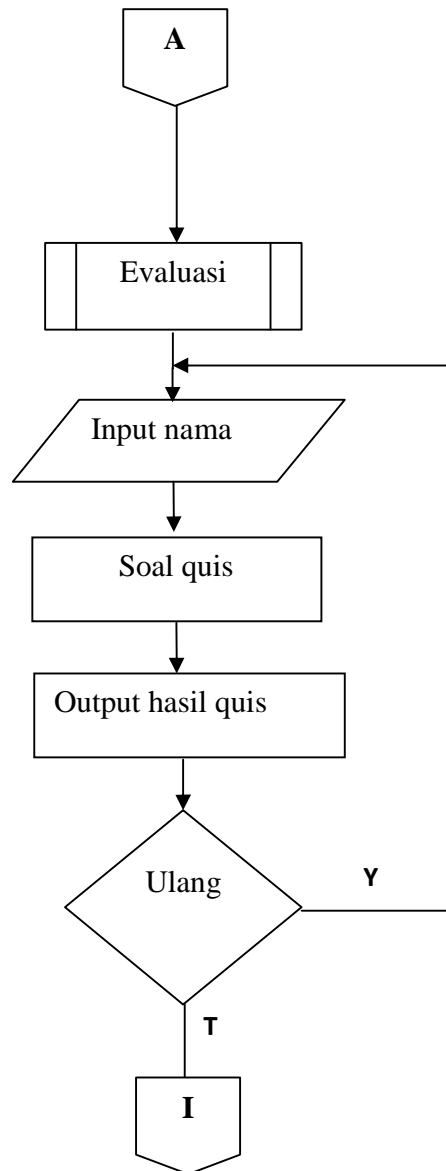 A
Evaluasi
Input nama
Soal quis
Output hasil quis
Ulang
Y
T
I